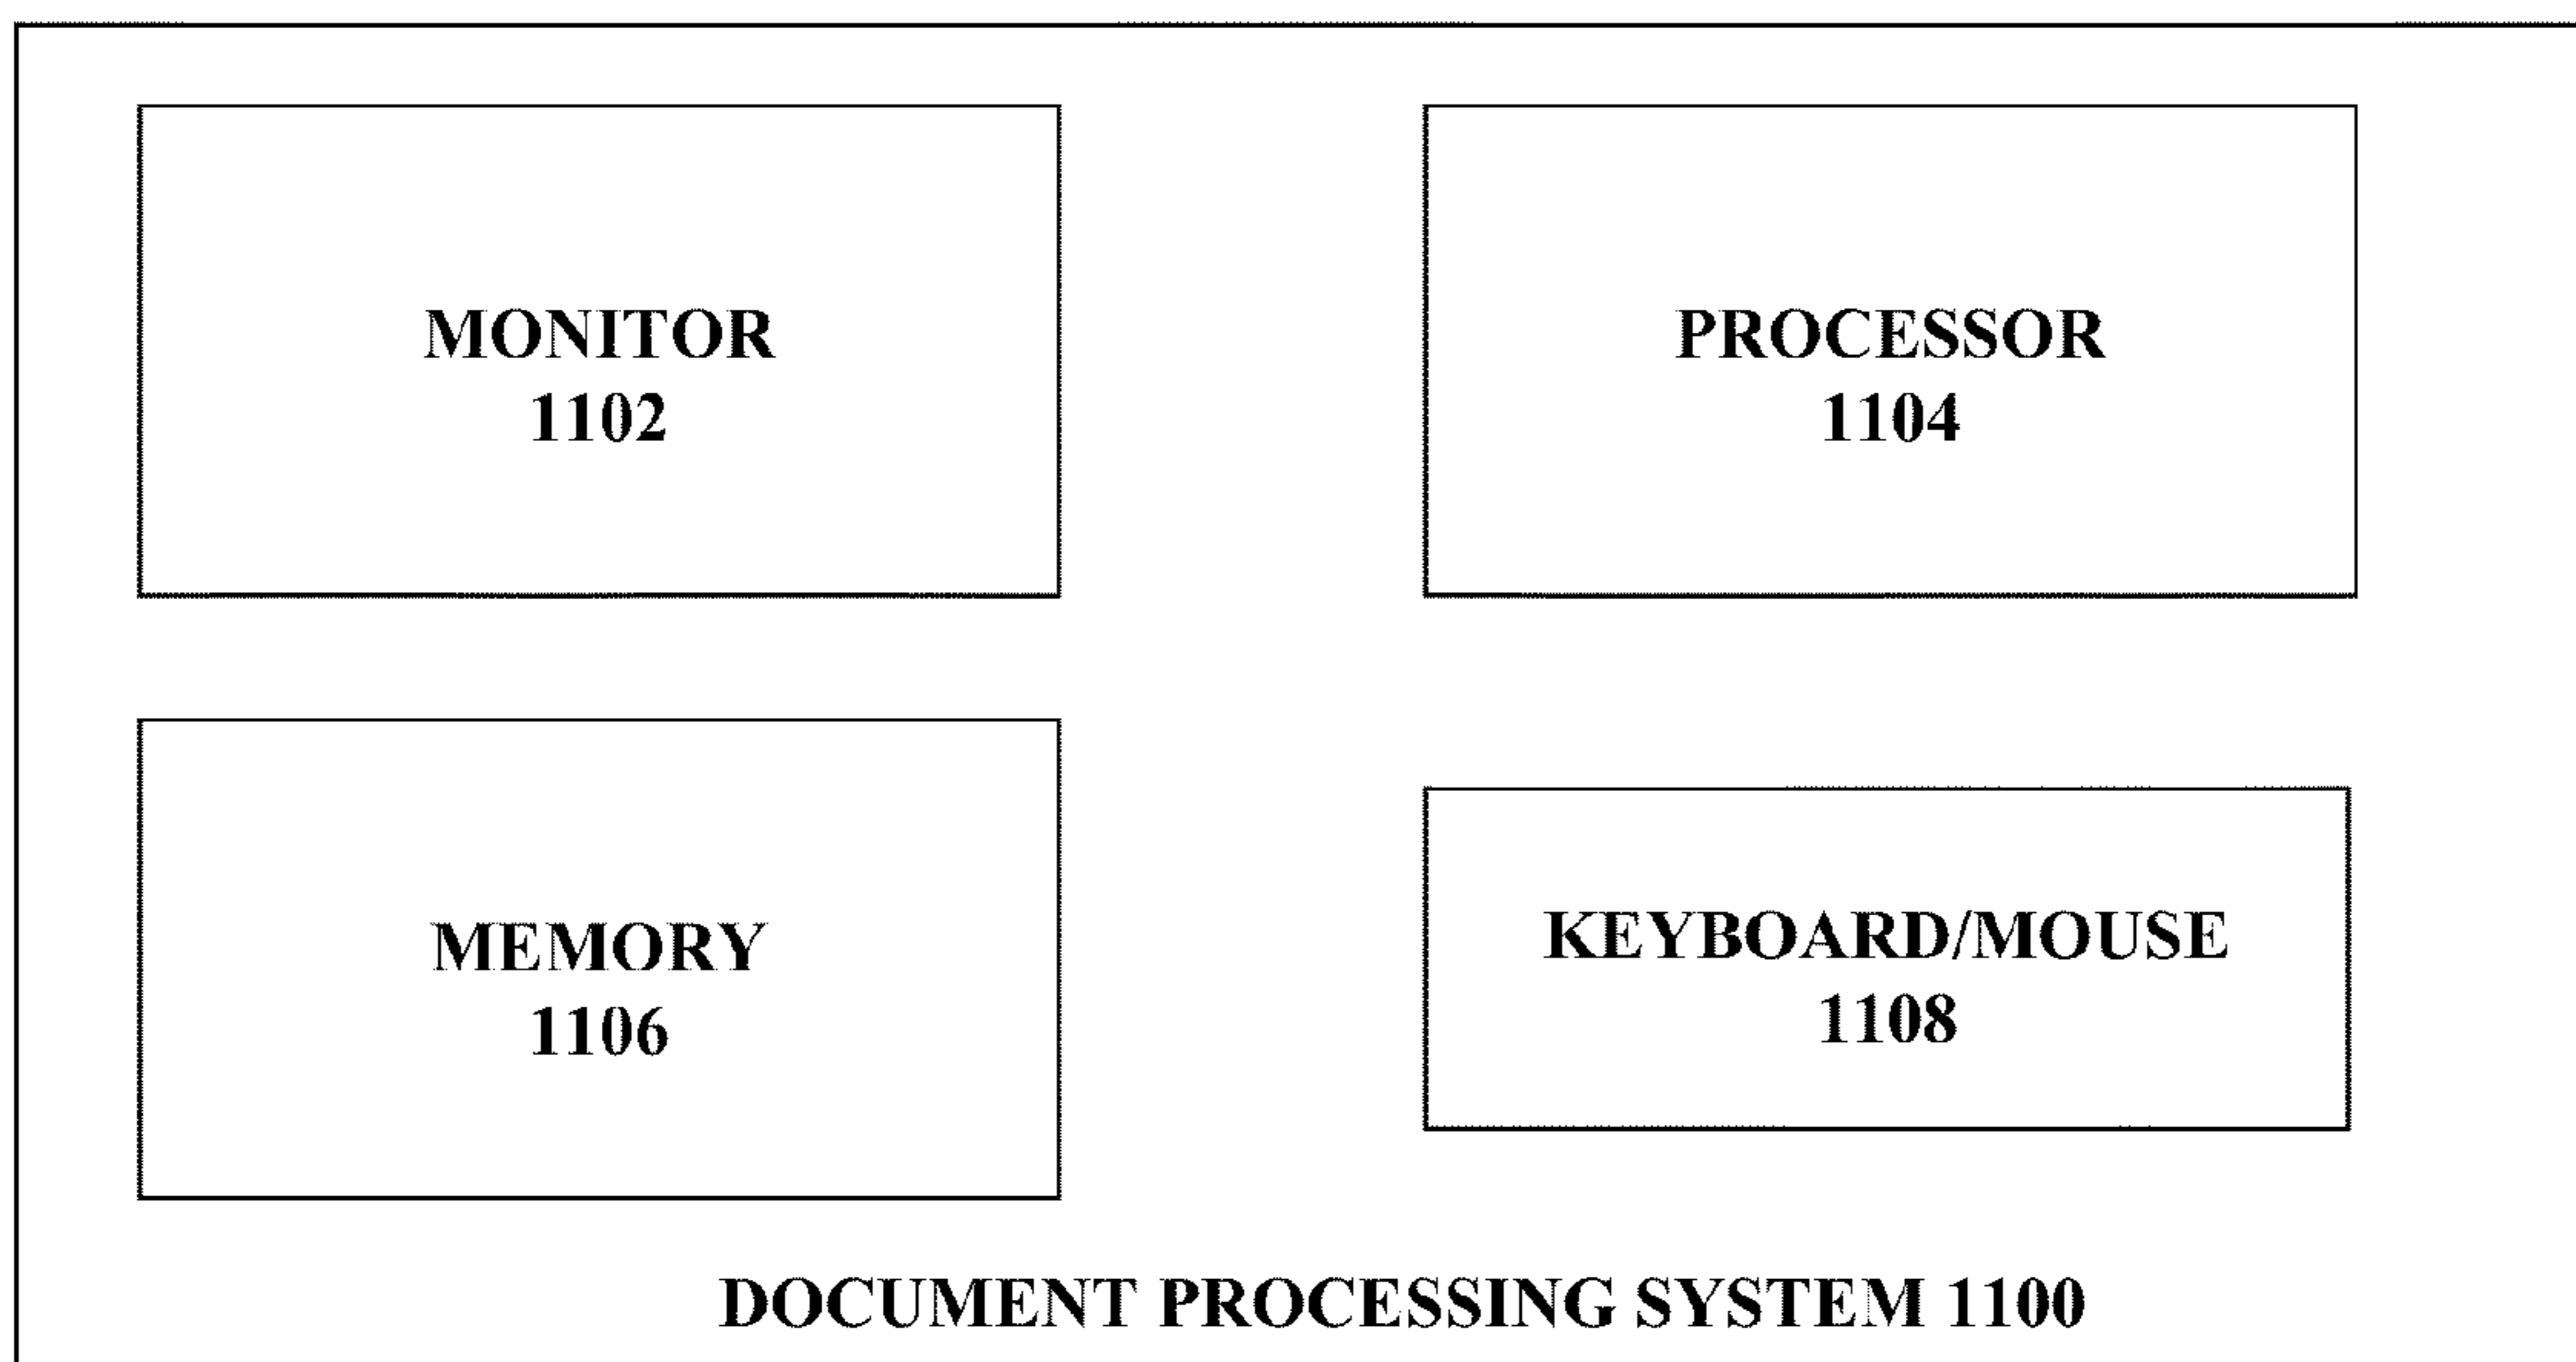 MONITOR
1102
PROCESSOR
1104
MEMORY
1106
KEYBOARD/MOUSE
1108
DOCUMENT PROCESSING SYSTEM 1100